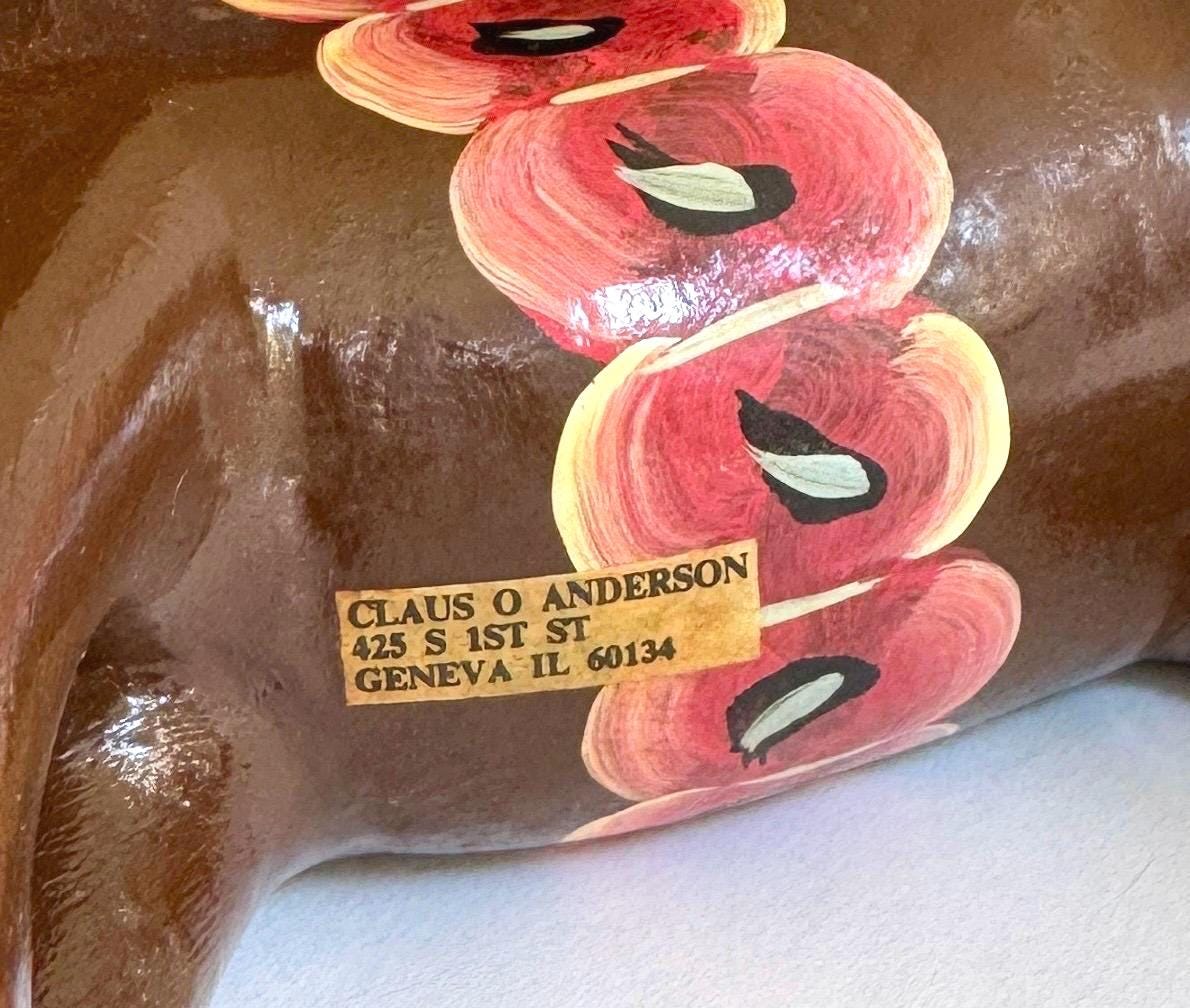 CLAUS O ANDERSON
425 S 1ST ST
GENEVA IL 60134